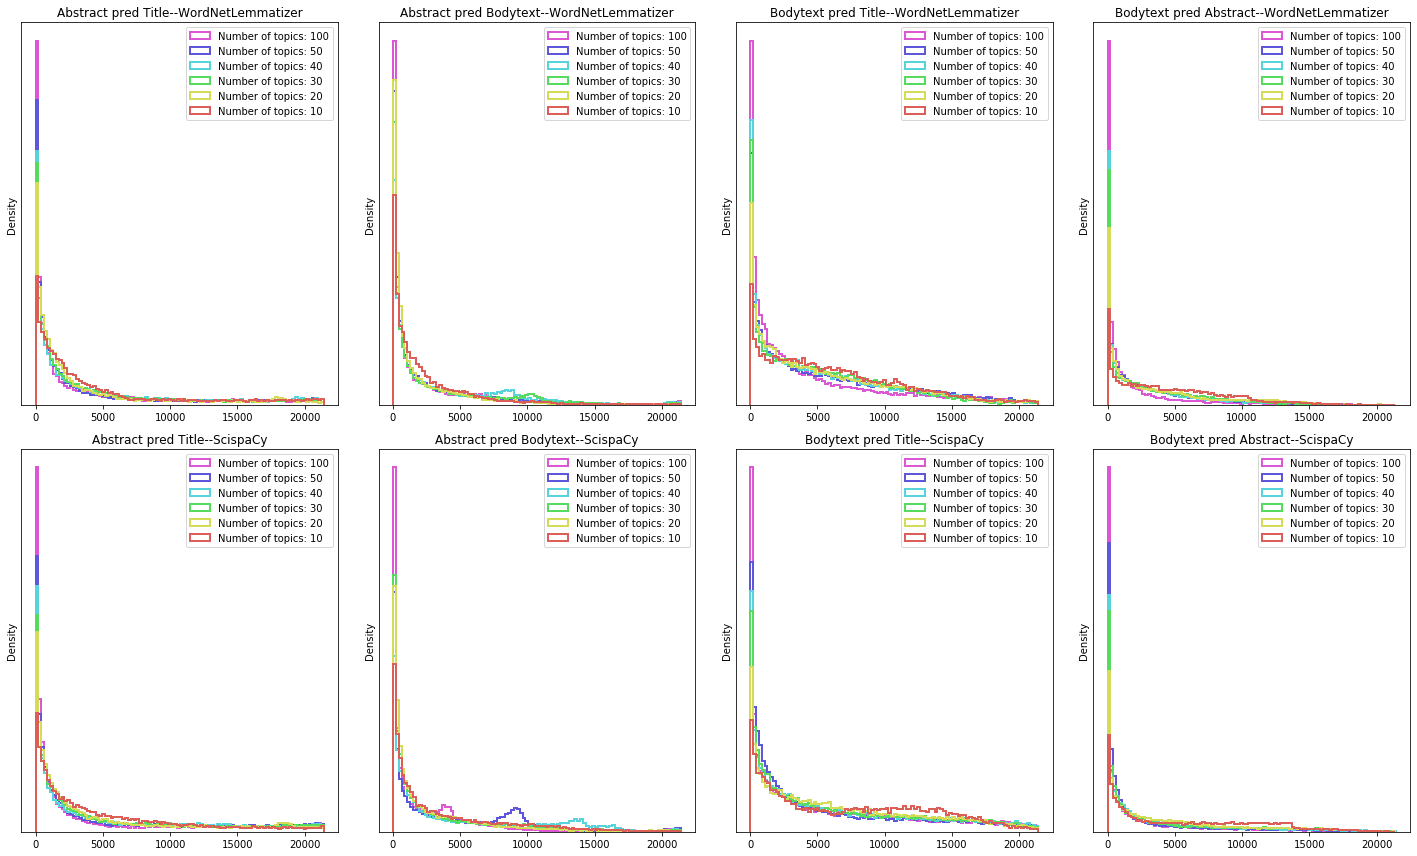 Abstract pred Title--WordNetLemmatizer
Density
Number of topics: 100
Number of topics: 50
Number of topics: 40
Number of topics: 30
Number of topics: 20
Number of topics: 10
0 5000 10000 15000 20000
Abstract pred Bodytext--WordNetLemmatizer
Density
Number of topics: 100
Number of topics: 50
Number of topics: 40
Number of topics: 30
Number of topics: 20
Number of topics: 10
0 5000 10000 15000 20000
Bodytext pred Title--WordNetLemmatizer
Density
Number of topics: 100
Number of topics: 50
Number of topics: 40
Number of topics: 30
Number of topics: 20
Number of topics: 10
0 5000 10000 15000 20000
Bodytext pred Abstract--WordNetLemmatizer
Density
Number of topics: 100
Number of topics: 50
Number of topics: 40
Number of topics: 30
Number of topics: 20
Number of topics: 10
0 5000 10000 15000 20000
Abstract pred Title--ScispaCy
Density
Number of topics: 100
Number of topics: 50
Number of topics: 40
Number of topics: 30
Number of topics: 20
Number of topics: 10
0 5000 10000 15000 20000
Abstract pred Bodytext--ScispaCy
Density
Number of topics: 100
Number of topics: 50
Number of topics: 40
Number of topics: 30
Number of topics: 20
Number of topics: 10
0 5000 10000 15000 20000
Bodytext pred Title--ScispaCy
Density
Number of topics: 100
Number of topics: 50
Number of topics: 40
Number of topics: 30
Number of topics: 20
Number of topics: 10
0 5000 10000 15000 20000
Bodytext pred Abstract--ScispaCy
Density
Number of topics: 100
Number of topics: 50
Number of topics: 40
Number of topics: 30
Number of topics: 20
Number of topics: 10
0 5000 10000 15000 20000